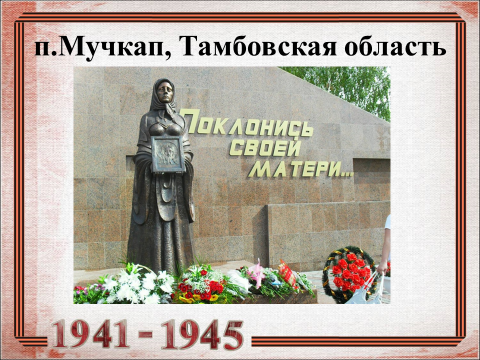 п.Мучкап, Тамбовская область
Поклонись
своей
матери...
1941 - 1945